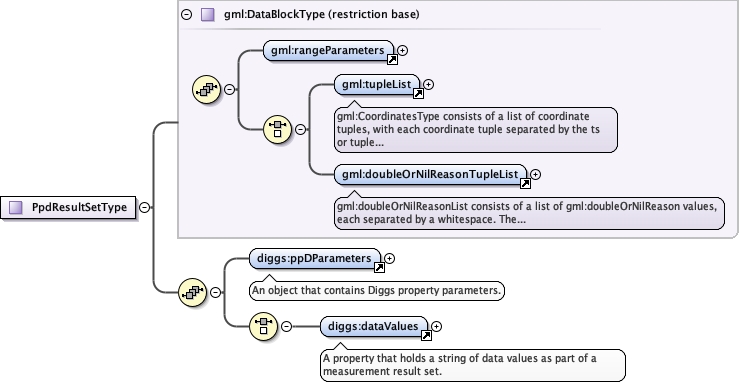 gml:DataBlockType (restriction base)
gml:rangeParameters
gml:tupleList
gml:CoordinatesType consists of a list of coordinate
tuples, with each coordinate tuple separated by the ts
or tuple...
gml:doubleOrNilReasonTupleList
gml:doubleOrNilReasonList consists of a list of gml:doubleOrNilReason values,
each separated by a whitespace. The...
PpdResultSetType
diggs:ppDParameters
An object that contains Diggs property parameters.
diggs:dataValues
A property that holds a string of data values as part of a
measurement result set.